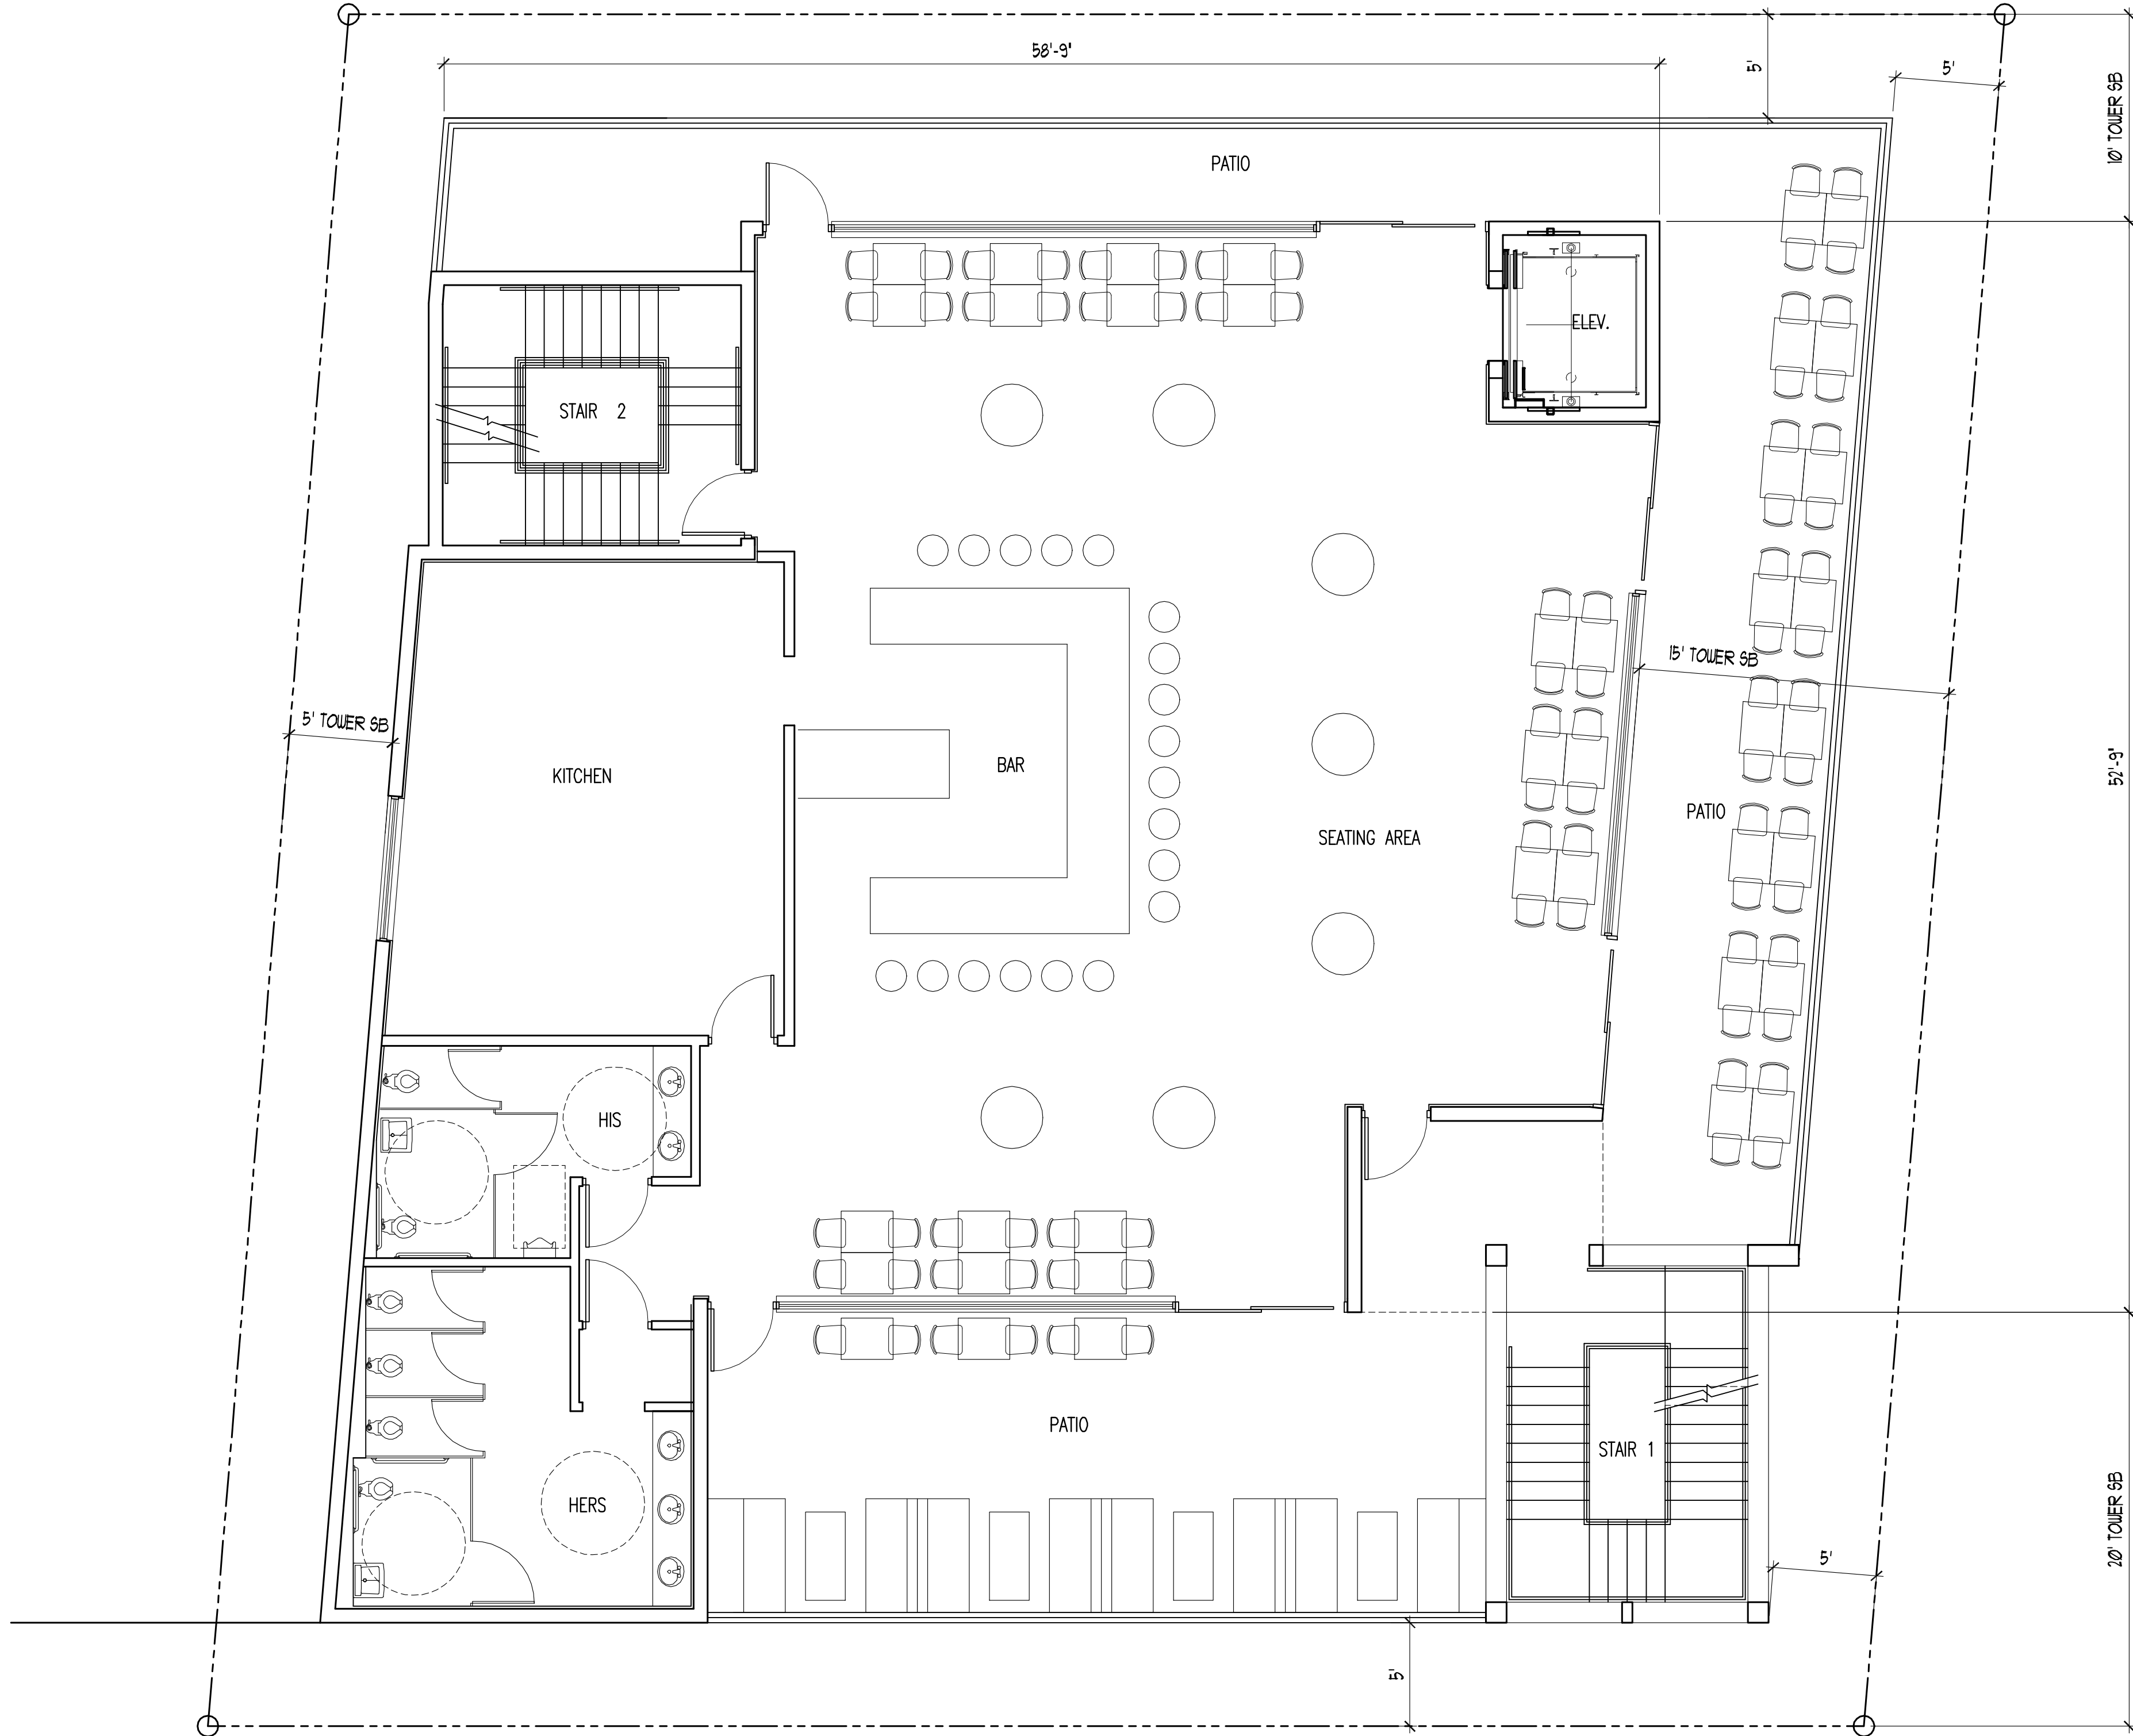 58'-9"
5'
5'
10' TOWER SB
PATIO
ELEV.
STAIR 2
15' TOWER SB
5' TOWER SB
KITCHEN
BAR
52'-9"
PATIO
SEATING AREA
HIS
PATIO
STAIR 1
HERS
20' TOWER SB
5'
5'